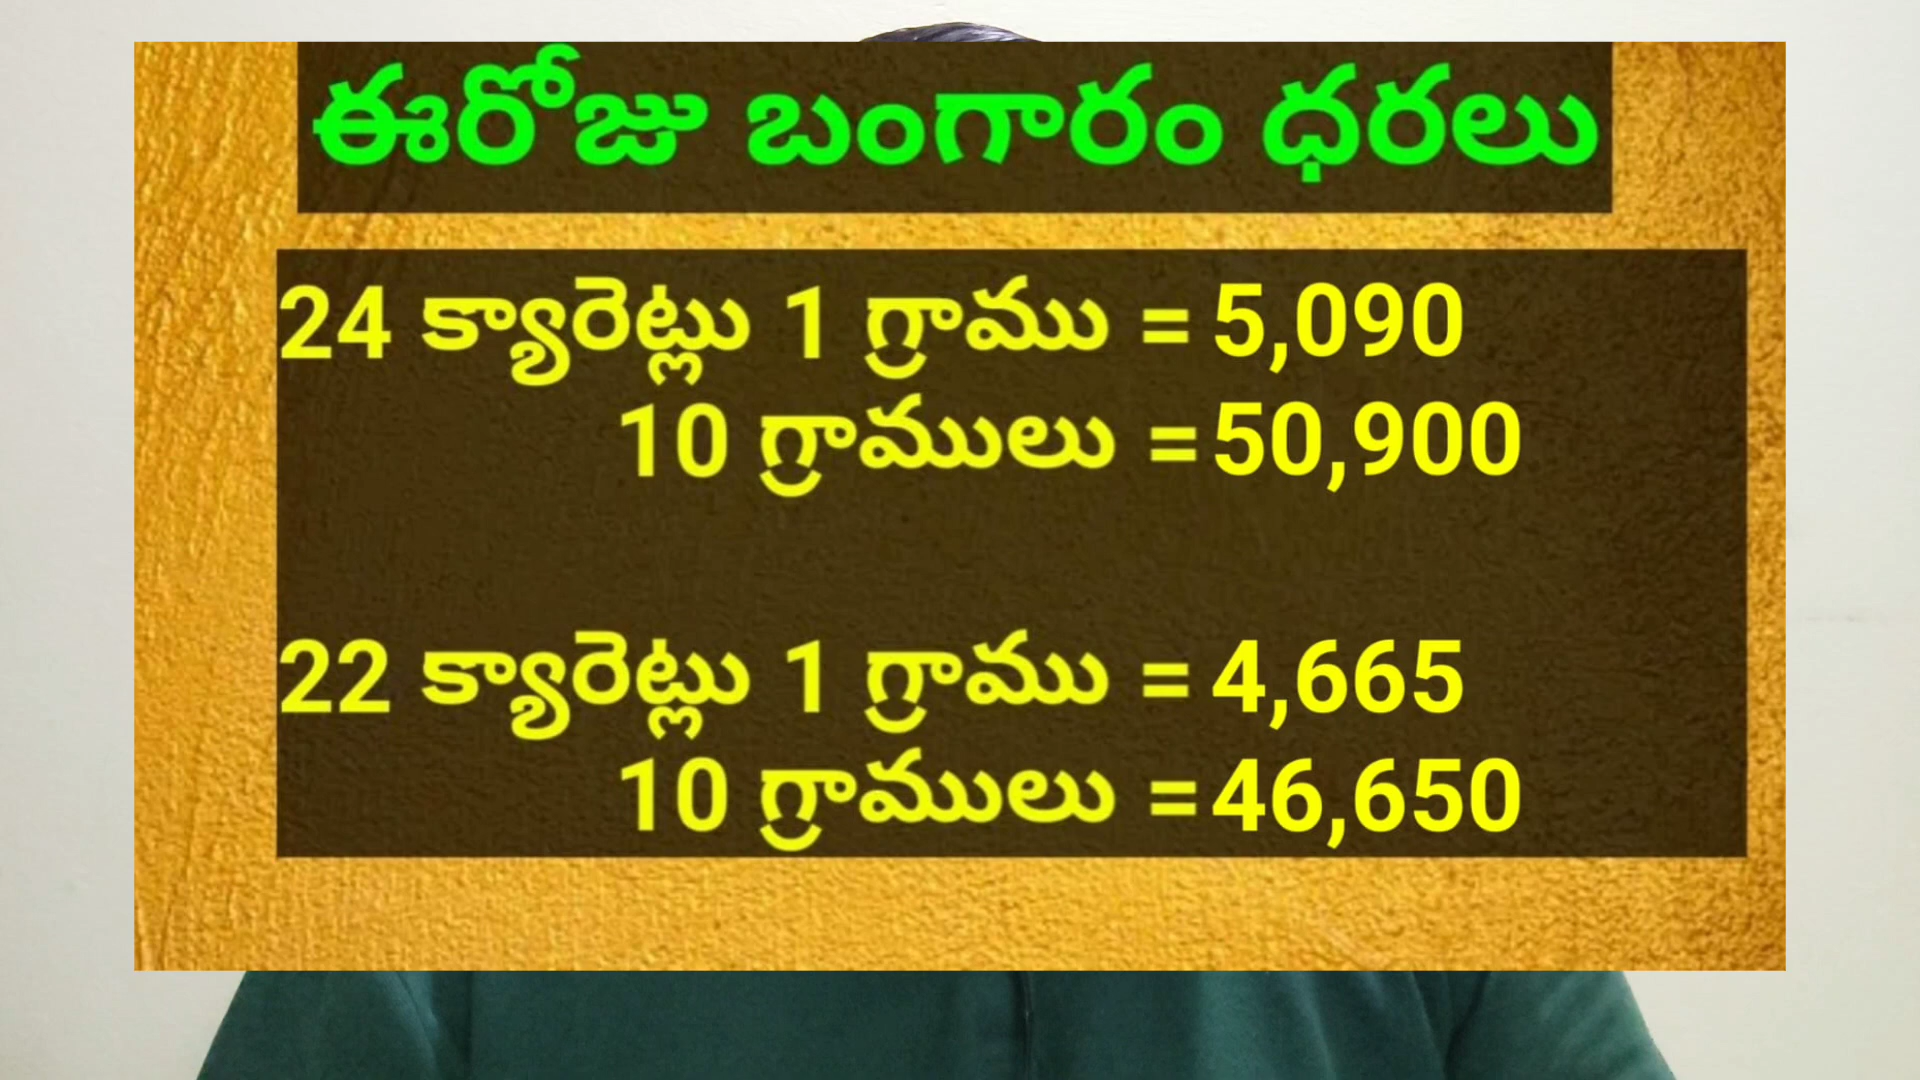 ఈరోజు బంగారం ధరలు
24 క్యారెట్లు 1 గ్రాము = 5,090
10 గ్రాములు = 50,900
22 క్యారెట్లు 1 గ్రాము = 4,665
10 గ్రాములు = 46,650